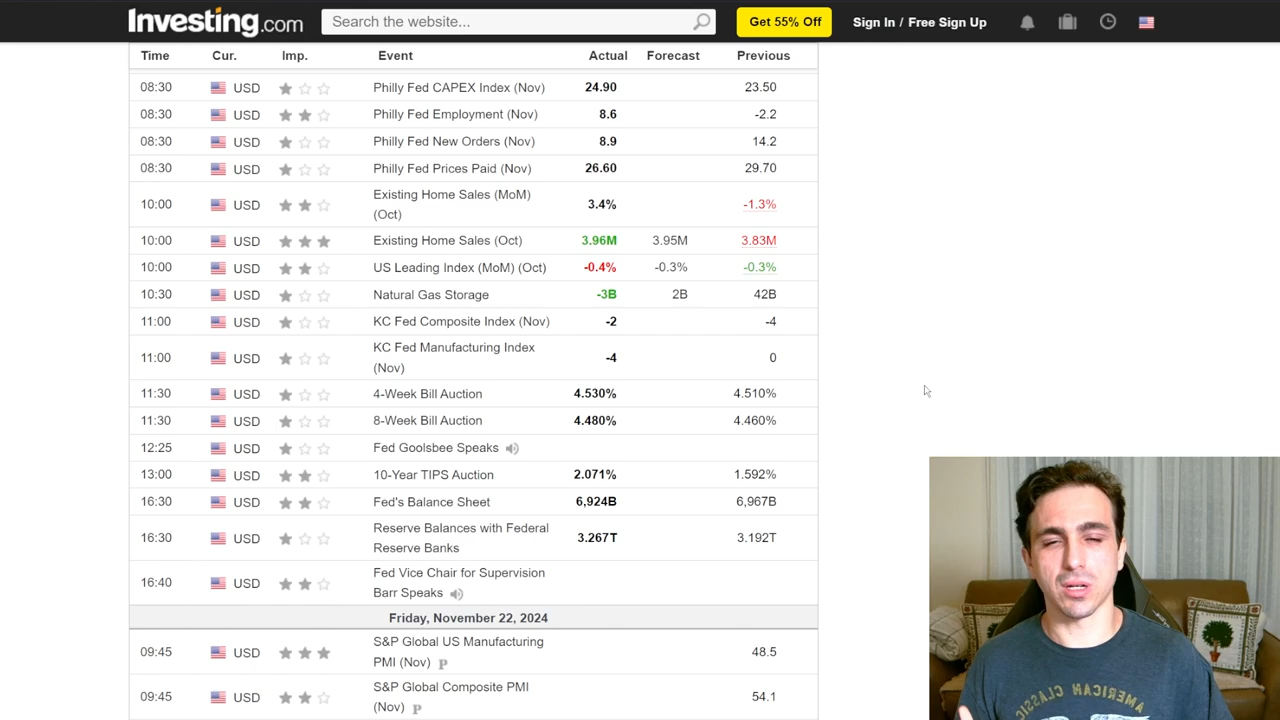 Investing.com Search the website... Get 55% Off Sign In / Free Sign Up
Time Cur. Imp. Event Actual Forecast Previous
08:30 USD Philly Fed CAPEX Index (Nov) 24.90 23.50
08:30 USD Philly Fed Employment (Nov) 8.6 -2.2
08:30 USD Philly Fed New Orders (Nov) 8.9 14.2
08:30 USD Philly Fed Prices Paid (Nov) 26.60 29.70
10:00 USD Existing Home Sales (MoM)
(Oct) 3.4% -1.3%
10:00 USD Existing Home Sales (Oct) 3.96M 3.95M 3.83M
10:00 USD US Leading Index (MoM) (Oct) -0.4% -0.3% -0.3%
10:30 USD Natural Gas Storage -3B 2B 42B
11:00 USD KC Fed Composite Index (Nov) -2 -4
11:00 USD KC Fed Manufacturing Index
(Nov) -4 0
11:30 USD 4-Week Bill Auction 4.530% 4.510%
11:30 USD 8-Week Bill Auction 4.480% 4.460%
12:25 USD Fed Goolsbee Speaks
13:00 USD 10-Year TIPS Auction 2.071% 1.592%
16:30 USD Fed's Balance Sheet 6,924B 6,967B
16:30 USD Reserve Balances with Federal
Reserve Banks 3.267T 3.192T
16:40 USD Fed Vice Chair for Supervision
Barr Speaks
Friday, November 22, 2024
09:45 USD S&P Global US Manufacturing
PMI (Nov) P 48.5
09:45 USD S&P Global Composite PMI
(Nov) P 54.1
AMERICAN CLASSIC